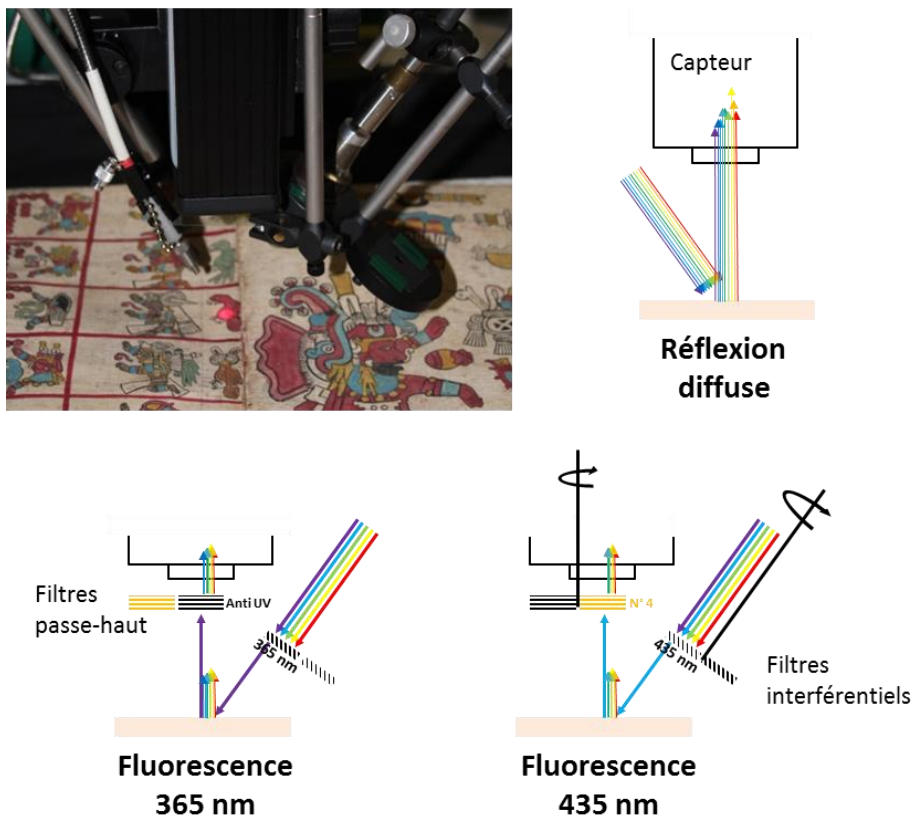 Capteur
Réflexion
diffuse
Filtres
passe-haut
Anti UV
365 nm
Fluorescence
365 nm
N° 4
435 nm
Filtres
interférentiels
Fluorescence
435 nm